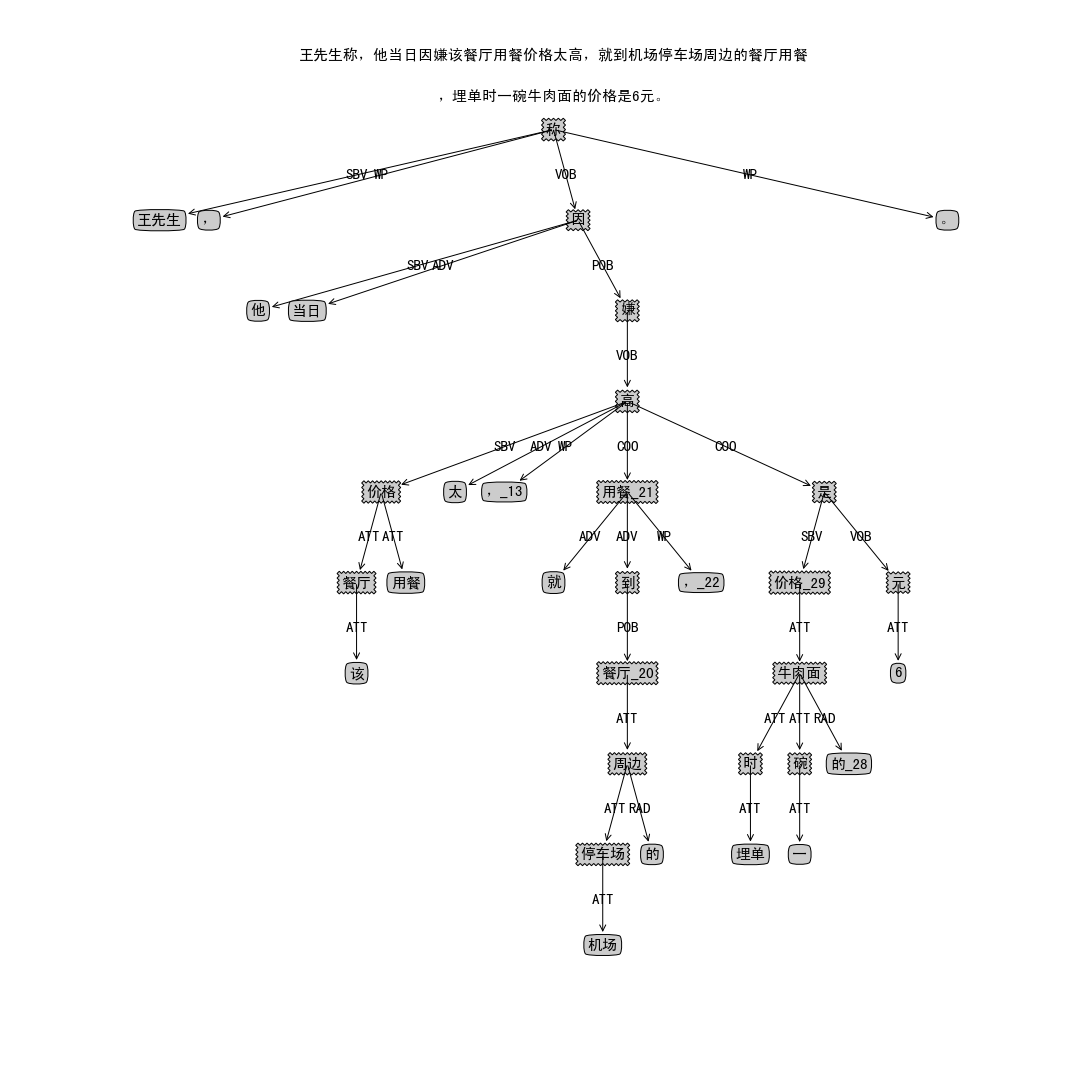 王先生称，他当日因嫌该餐厅用餐价格太高，就到机场停车场周边的餐厅用餐
，埋单时一碗牛肉面的价格是6元。
称
SBV WP VOB WP
王先生 ， 因 。
SBV ADV POB
他 当日 嫌
VOB
高
SBV ADV WP COO COO
价格 太 ，_13 用餐_21 是
ATT ATT ADV ADV WP SBV VOB
餐厅 用餐 就 到 ，_22 价格_29 元
ATT POB ATT ATT
该 餐厅_20 牛肉面 6
ATT ATT ATT RAD
周边 时 碗 的_28
ATT RAD ATT ATT
停车场 的 埋单 一
ATT
机场